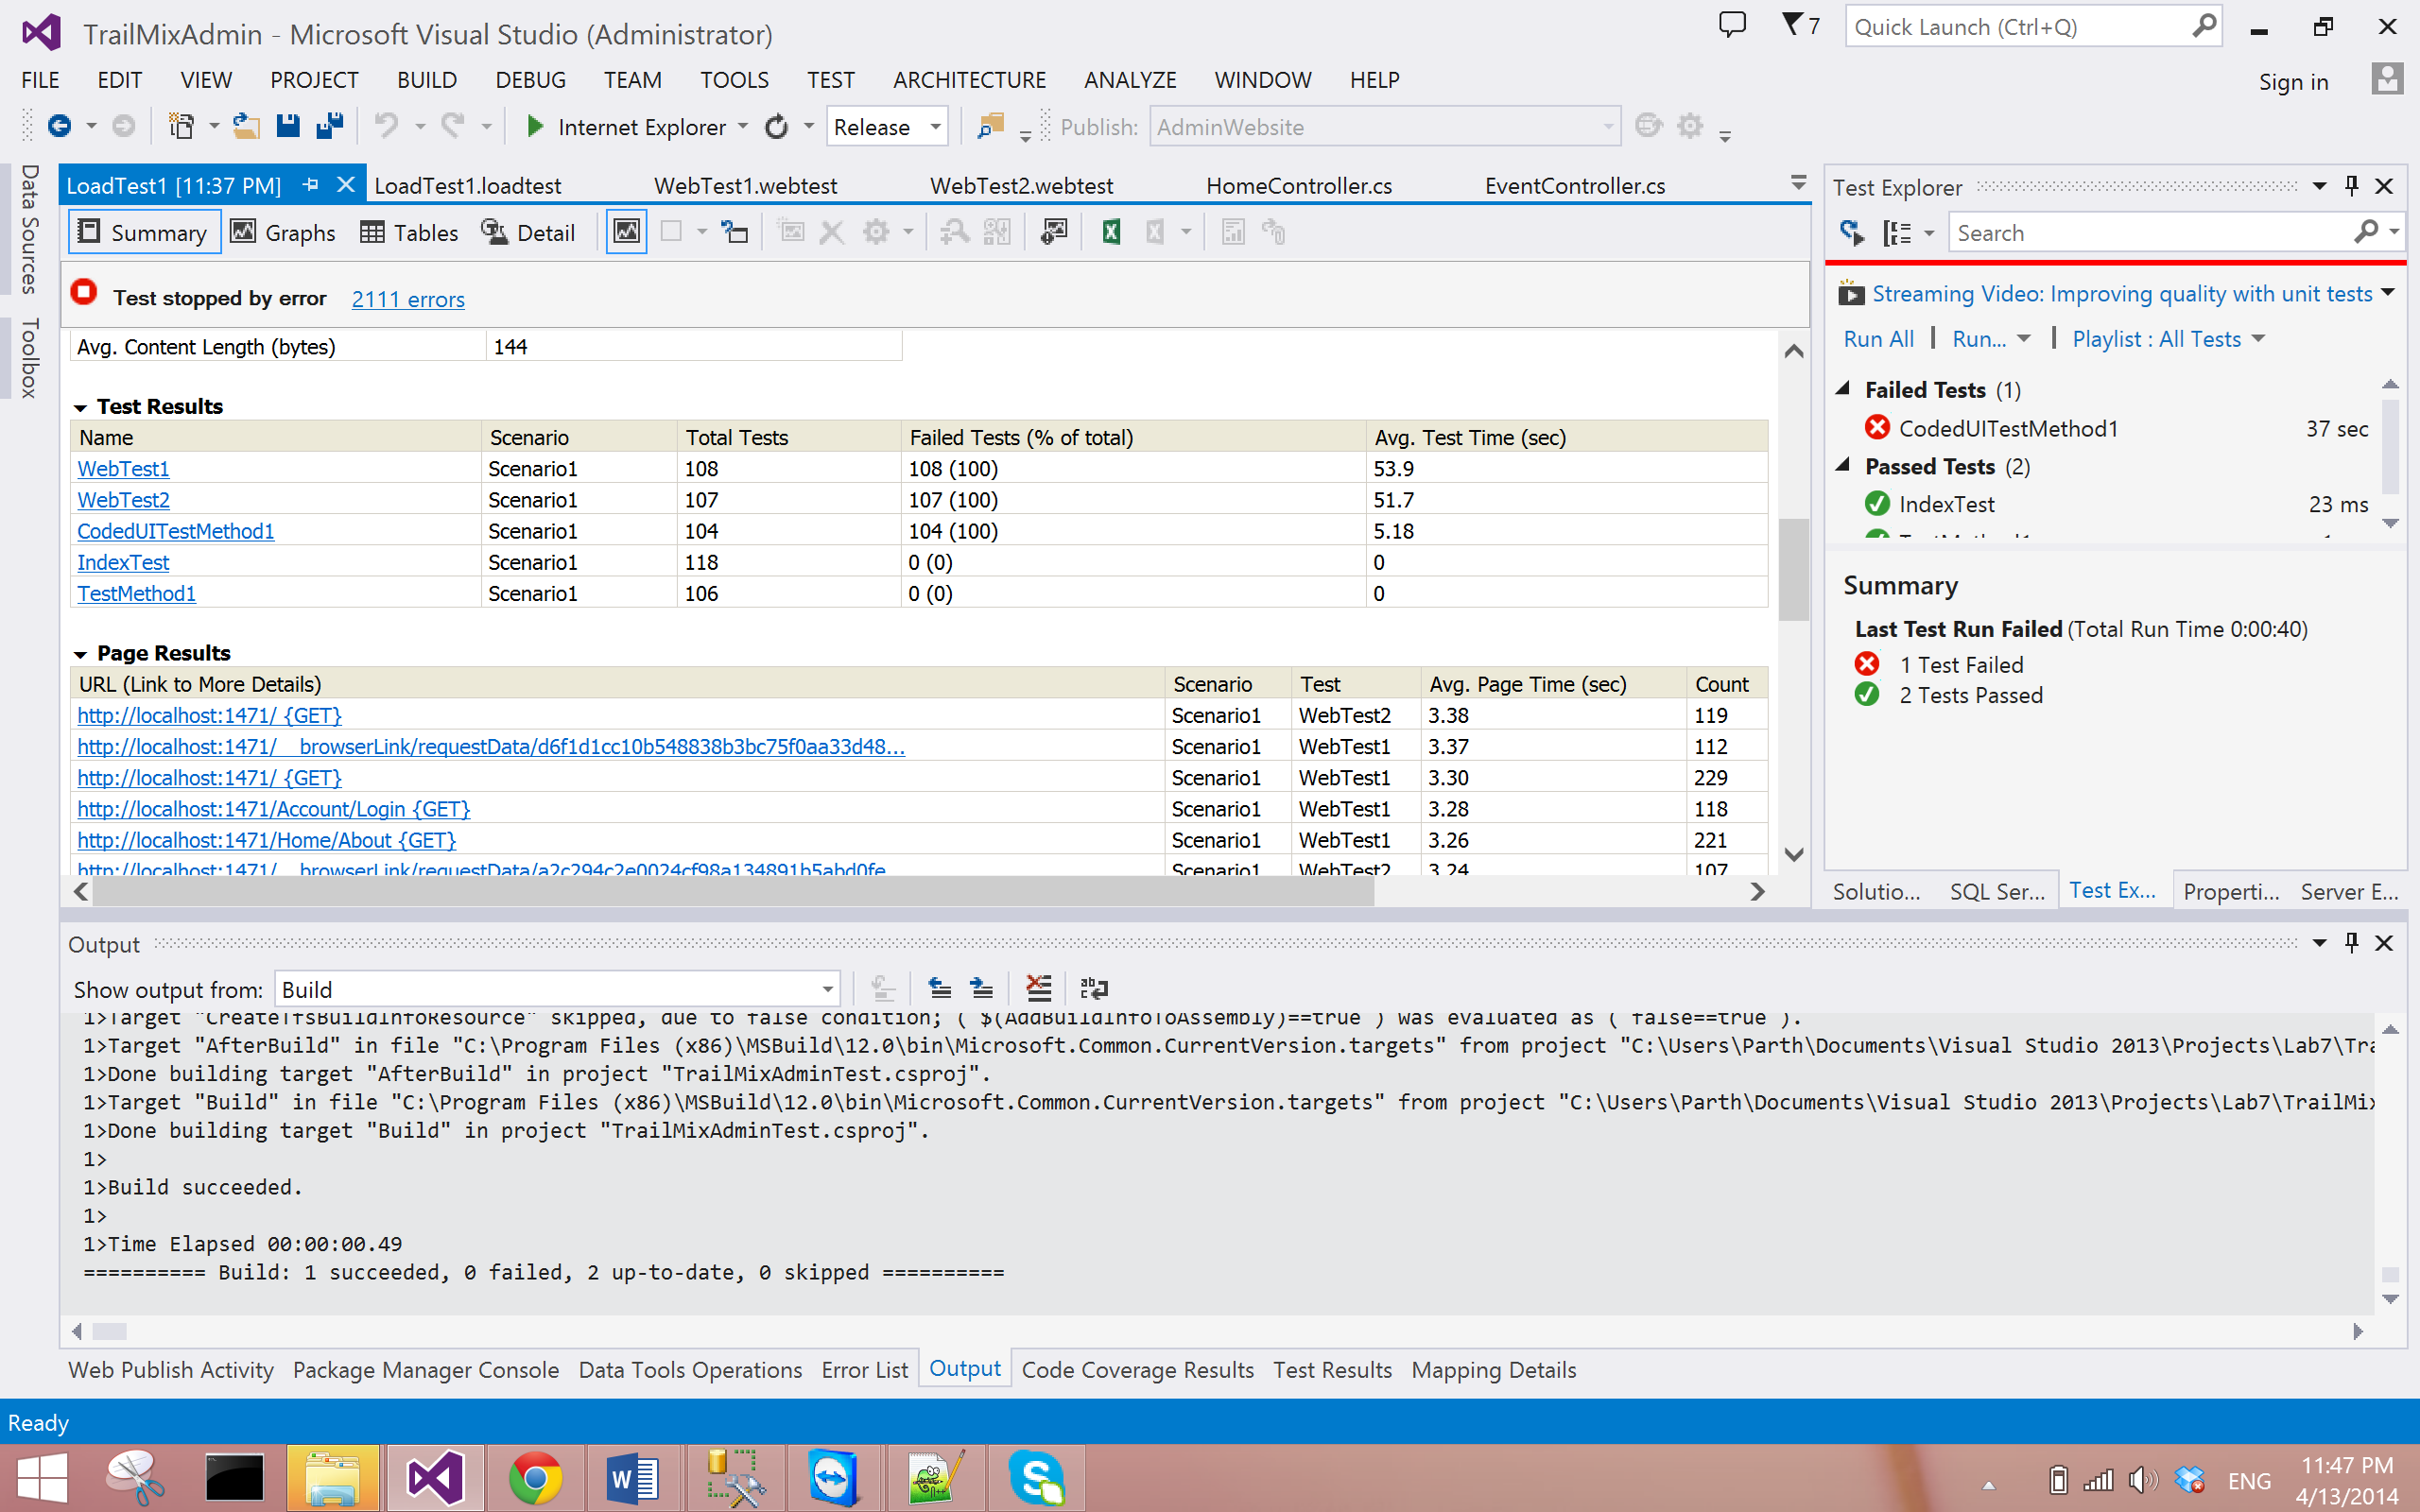 TrailMixAdmin - Microsoft Visual Studio (Administrator)
7
Quick Launch (Ctrl+Q)
FILE EDIT VIEW PROJECT BUILD DEBUG TEAM TOOLS TEST ARCHITECTURE ANALYZE WINDOW HELP
Sign in
Internet Explorer Release Publish: AdminWebsite
Data Sources
Toolbox
LoadTest1 [11:37 PM] LoadTest1.loadtest WebTest1.webtest WebTest2.webtest HomeController.cs EventController.cs
Summary Graphs Tables Detail
Test stopped by error 2111 errors
Avg. Content Length (bytes) 144
Test Results
Name Scenario Total Tests Failed Tests (% of total) Avg. Test Time (sec)
WebTest1 Scenario1 108 108 (100) 53.9
WebTest2 Scenario1 107 107 (100) 51.7
CodedUITestMethod1 Scenario1 104 104 (100) 5.18
IndexTest Scenario1 118 0 (0) 0
TestMethod1 Scenario1 106 0 (0) 0
Page Results
URL (Link to More Details) Scenario Test Avg. Page Time (sec) Count
http://localhost:1471/ {GET} Scenario1 WebTest2 3.38 119
http://localhost:1471/__browserLink/requestData/d6f1d1cc10b548838b3bc75f0aa33d48... Scenario1 WebTest1 3.37 112
http://localhost:1471/ {GET} Scenario1 WebTest1 3.30 229
http://localhost:1471/Account/Login {GET} Scenario1 WebTest1 3.28 118
http://localhost:1471/Home/About {GET} Scenario1 WebTest1 3.26 221
http://localhost:1471/__browserLink/requestData/a2c294c2e0024cf98a134891b5abd0fe Scenario1 WebTest2 3.24 107
Test Explorer
Search
Streaming Video: Improving quality with unit tests
Run All Run... Playlist : All Tests
Failed Tests (1)
CodedUITestMethod1 37 sec
Passed Tests (2)
IndexTest 23 ms
Summary
Last Test Run Failed (Total Run Time 0:00:40)
1 Test Failed
2 Tests Passed
Solutio... SQL Ser... Test Ex... Properti... Server E...
Output
Show output from: Build
1>Target "CreateTfsBuildInfoResource" skipped, due to false condition; ( '$(AddBuildInfoToAssembly)'=='true' ) was evaluated as ( 'false'=='true' ).
1>Target "AfterBuild" in file "C:\Program Files (x86)\MSBuild\12.0\bin\Microsoft.Common.CurrentVersion.targets" from project "C:\Users\Parth\Documents\Visual Studio 2013\Projects\Lab7\Tra
1>Done building target "AfterBuild" in project "TrailMixAdminTest.csproj".
1>Target "Build" in file "C:\Program Files (x86)\MSBuild\12.0\bin\Microsoft.Common.CurrentVersion.targets" from project "C:\Users\Parth\Documents\Visual Studio 2013\Projects\Lab7\TrailMix
1>Done building target "Build" in project "TrailMixAdminTest.csproj".
1>
1>Build succeeded.
1>
1>Time Elapsed 00:00:00.49
========== Build: 1 succeeded, 0 failed, 2 up-to-date, 0 skipped ==========
Web Publish Activity Package Manager Console Data Tools Operations Error List Output Code Coverage Results Test Results Mapping Details
Ready
ENG
11:47 PM
4/13/2014